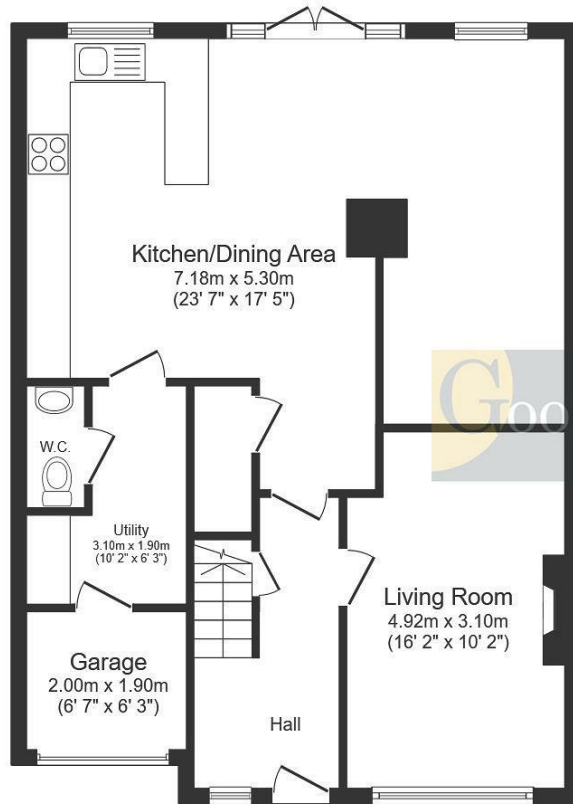 Kitchen/Dining Area
7.18m x 5.30m
(23' 7" x 17' 5")
Goo
W.C.
Utility
3.10m x 1.90m
(10' 2" x 6' 3")
Living Room
4.92m x 3.10m
(16' 2" x 10' 2")
Garage
2.00m x 1.90m
(6' 7" x 6' 3")
Hall